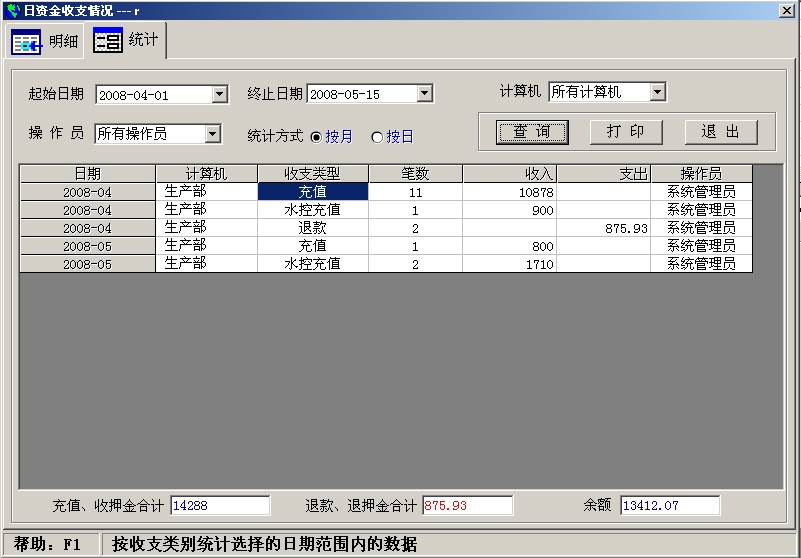 日资金收支情况 --- r
明细 统计
起始日期 2008-04-01 终止日期 2008-05-15 计算机 所有计算机
操 作 员 所有操作员 统计方式 按月 按日 查 询 打 印 退 出
日期 计算机 收支类型 笔数 收入 支出 操作员
2008-04 生产部 充值 11 10878 系统管理员
2008-04 生产部 水控充值 1 900 系统管理员
2008-04 生产部 退款 2 875.93 系统管理员
2008-05 生产部 充值 1 800 系统管理员
2008-05 生产部 水控充值 2 1710 系统管理员
充值、收押金合计 14288 退款、退押金合计 875.93 余额 13412.07
帮助：F1 按收支类别统计选择的日期范围内的数据